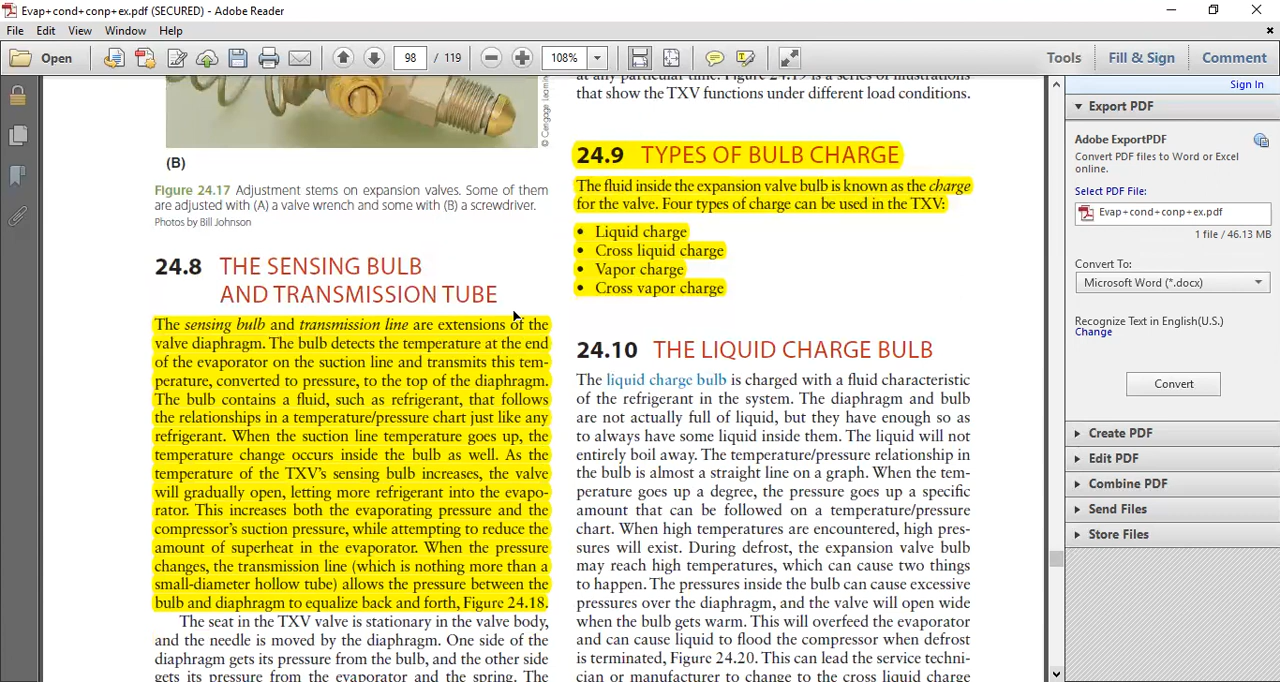 Evap+cond+conp+ex.pdf (SECURED) - Adobe Reader
File Edit View Window Help
Open 98 / 119 108% Tools Fill & Sign Comment
(B)
Figure 24.17 Adjustment stems on expansion valves. Some of them
are adjusted with (A) a valve wrench and some with (B) a screwdriver.
Photos by Bill Johnson
© Cengage Learning
24.8 THE SENSING BULB
AND TRANSMISSION TUBE
The sensing bulb and transmission line are extensions of the
valve diaphragm. The bulb detects the temperature at the end
of the evaporator on the suction line and transmits this tem-
perature, converted to pressure, to the top of the diaphragm.
The bulb contains a fluid, such as refrigerant, that follows
the relationships in a temperature/pressure chart just like any
refrigerant. When the suction line temperature goes up, the
temperature change occurs inside the bulb as well. As the
temperature of the TXV's sensing bulb increases, the valve
will gradually open, letting more refrigerant into the evapo-
rator. This increases both the evaporating pressure and the
compressor's suction pressure, while attempting to reduce the
amount of superheat in the evaporator. When the pressure
changes, the transmission line (which is nothing more than a
small-diameter hollow tube) allows the pressure between the
bulb and diaphragm to equalize back and forth, Figure 24.18.
The seat in the TXV valve is stationary in the valve body,
and the needle is moved by the diaphragm. One side of the
diaphragm gets its pressure from the bulb, and the other side
gets its pressure from the evaporator and the spring. The
at any particular time. Figure 24.19 is a series of illustrations
that show the TXV functions under different load conditions.
24.9 TYPES OF BULB CHARGE
The fluid inside the expansion valve bulb is known as the charge
for the valve. Four types of charge can be used in the TXV:
• Liquid charge
• Cross liquid charge
• Vapor charge
• Cross vapor charge
24.10 THE LIQUID CHARGE BULB
The liquid charge bulb is charged with a fluid characteristic
of the refrigerant in the system. The diaphragm and bulb
are not actually full of liquid, but they have enough so as
to always have some liquid inside them. The liquid will not
entirely boil away. The temperature/pressure relationship in
the bulb is almost a straight line on a graph. When the tem-
perature goes up a degree, the pressure goes up a specific
amount that can be followed on a temperature/pressure
chart. When high temperatures are encountered, high pres-
sures will exist. During defrost, the expansion valve bulb
may reach high temperatures, which can cause two things
to happen. The pressures inside the bulb can cause excessive
pressures over the diaphragm, and the valve will open wide
when the bulb gets warm. This will overfeed the evaporator
and can cause liquid to flood the compressor when defrost
is terminated, Figure 24.20. This can lead the service techni-
cian or manufacturer to change to the cross liquid charge
Sign In
Export PDF
Adobe ExportPDF
Convert PDF files to Word or Excel
online.
Select PDF File:
Evap+cond+conp+ex.pdf
1 file / 46.13 MB
Convert To:
Microsoft Word (*.docx)
Recognize Text in English(U.S.)
Change
Convert
Create PDF
Edit PDF
Combine PDF
Send Files
Store Files